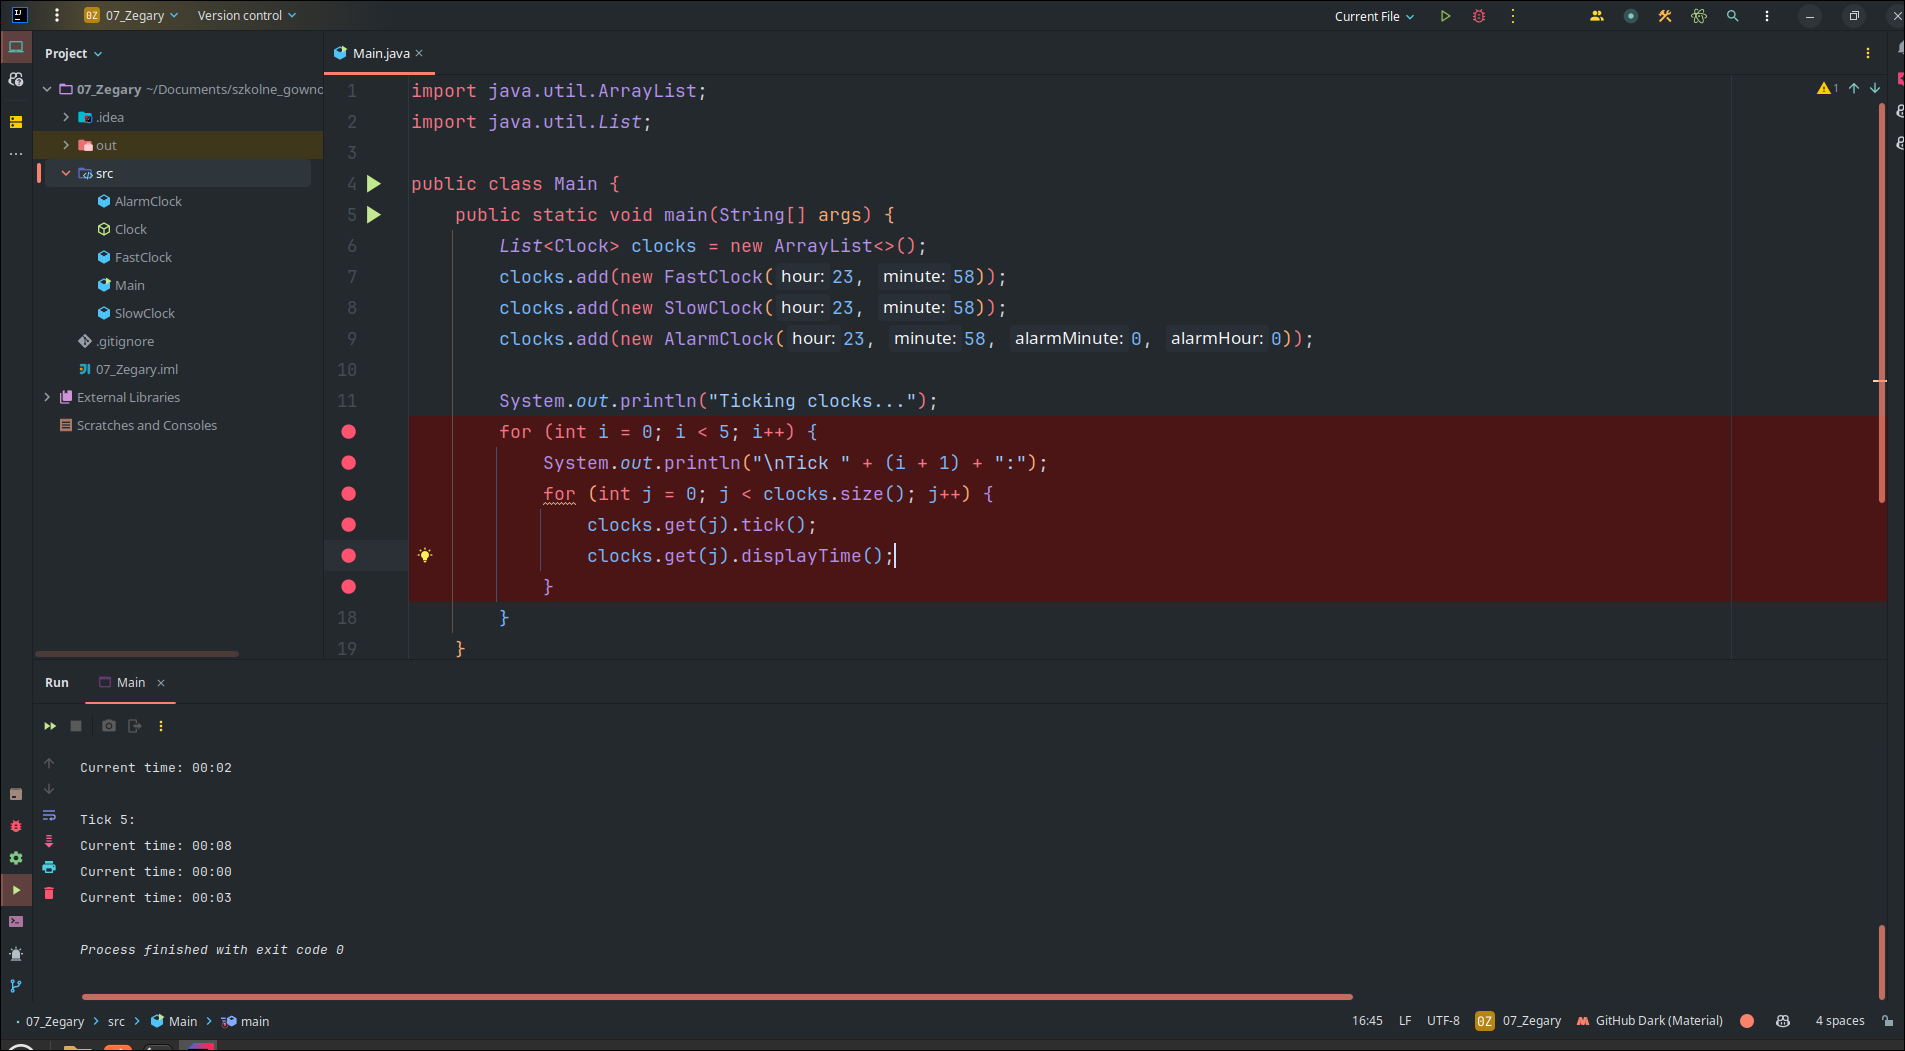 IJ
0Z 07_Zegary
Version control
Current File
Project
Main.java
07_Zegary ~/Documents/szkolne_gowno
.idea
out
src
AlarmClock
Clock
FastClock
Main
SlowClock
.gitignore
07_Zegary.iml
External Libraries
Scratches and Consoles
1 import java.util.ArrayList;
2 import java.util.List;
3
4 public class Main {
5 public static void main(String[] args) {
6 List<Clock> clocks = new ArrayList<>();
7 clocks.add(new FastClock( hour: 23, minute: 58));
8 clocks.add(new SlowClock( hour: 23, minute: 58));
9 clocks.add(new AlarmClock( hour: 23, minute: 58, alarmMinute: 0, alarmHour: 0));
10
11 System.out.println("Ticking clocks...");
for (int i = 0; i < 5; i++) {
System.out.println("\nTick " + (i + 1) + ":");
for (int j = 0; j < clocks.size(); j++) {
clocks.get(j).tick();
clocks.get(j).displayTime();
}
18 }
19 }
1
Run
Main
Current time: 00:02
Tick 5:
Current time: 00:08
Current time: 00:00
Current time: 00:03
Process finished with exit code 0
07_Zegary > src > Main > main
16:45 LF UTF-8 0Z 07_Zegary GitHub Dark (Material) 4 spaces